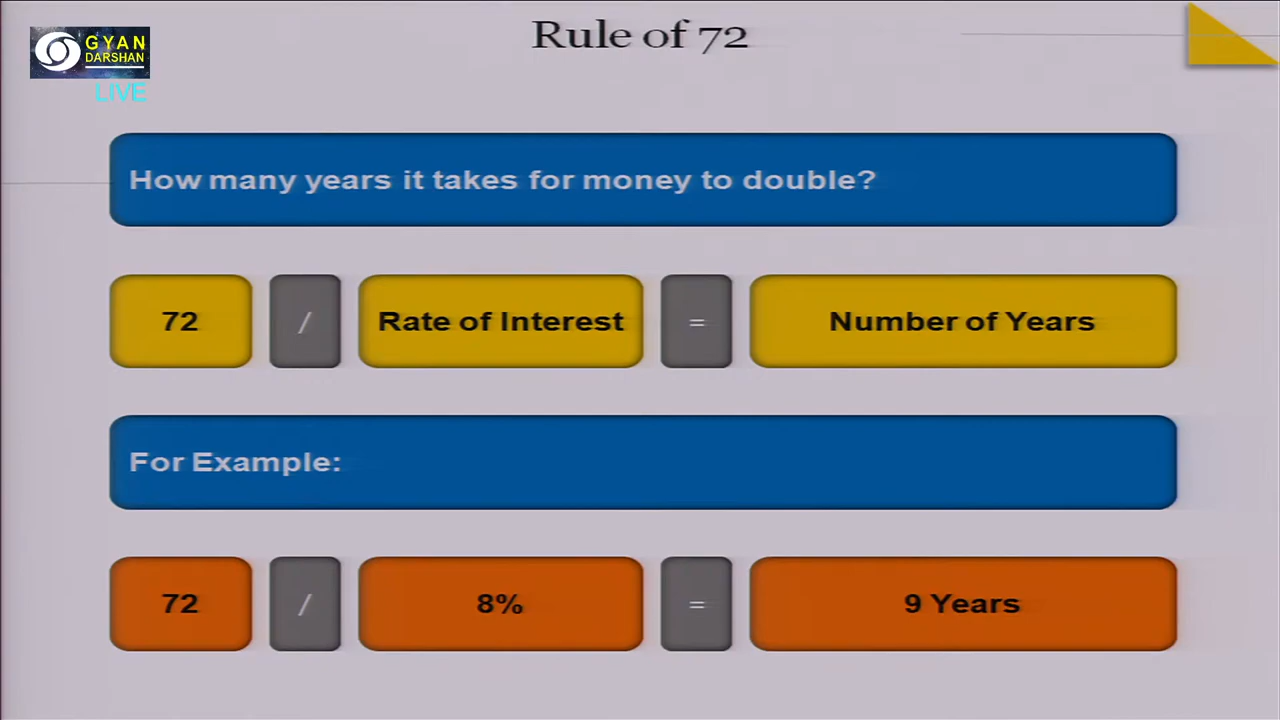 Rule of 72
GYAN
DARSHAN
LIVE
How many years it takes for money to double?
72 / Rate of Interest = Number of Years
For Example:
72 / 8% = 9 Years